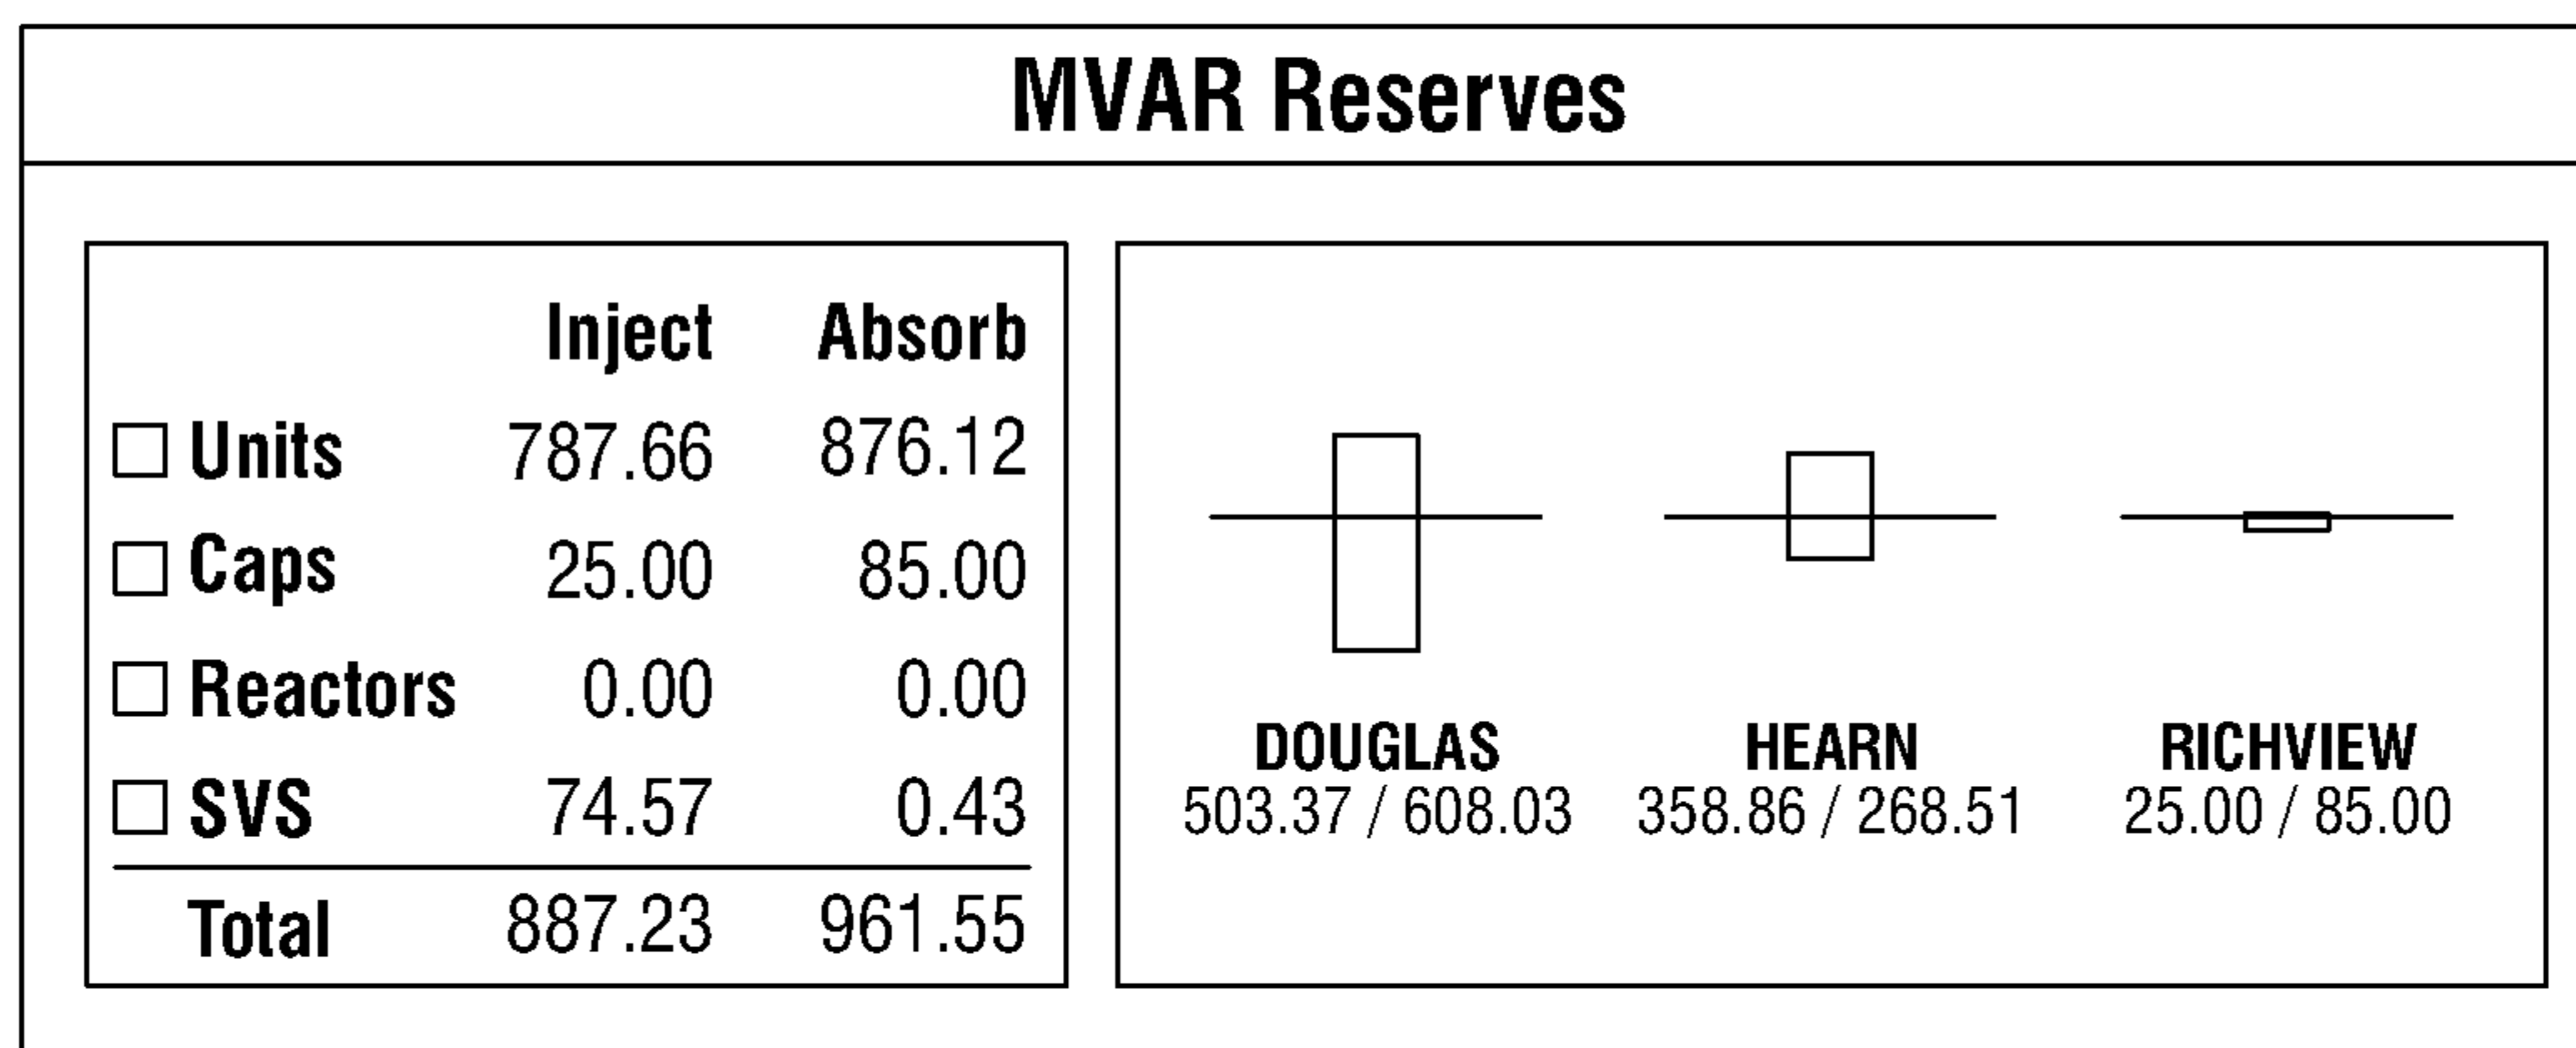 MVAR Reserves
Inject Absorb
Units 787.66 876.12
Caps 25.00 85.00
Reactors 0.00 0.00
SVS 74.57 0.43
Total 887.23 961.55
DOUGLAS HEARN RICHVIEW
503.37 / 608.03 358.86 / 268.51 25.00 / 85.00